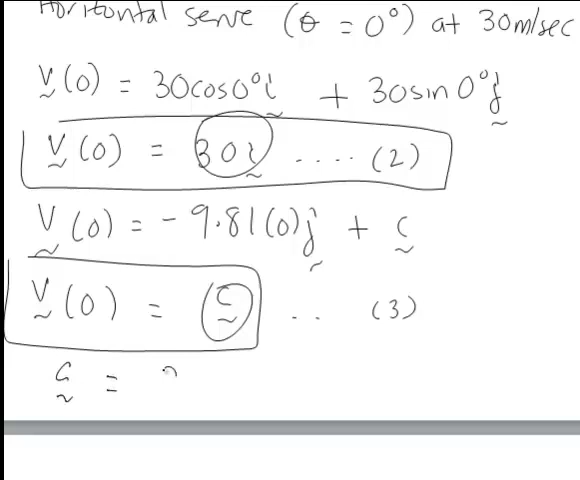 Horizontal serve (θ = 0°) at 30m/sec
v(0) = 30cos0°i + 30sin0°j
v(0) = 30i .... (2)
v(0) = -9.81(0)j + c
v(0) = c .. (3)
c =